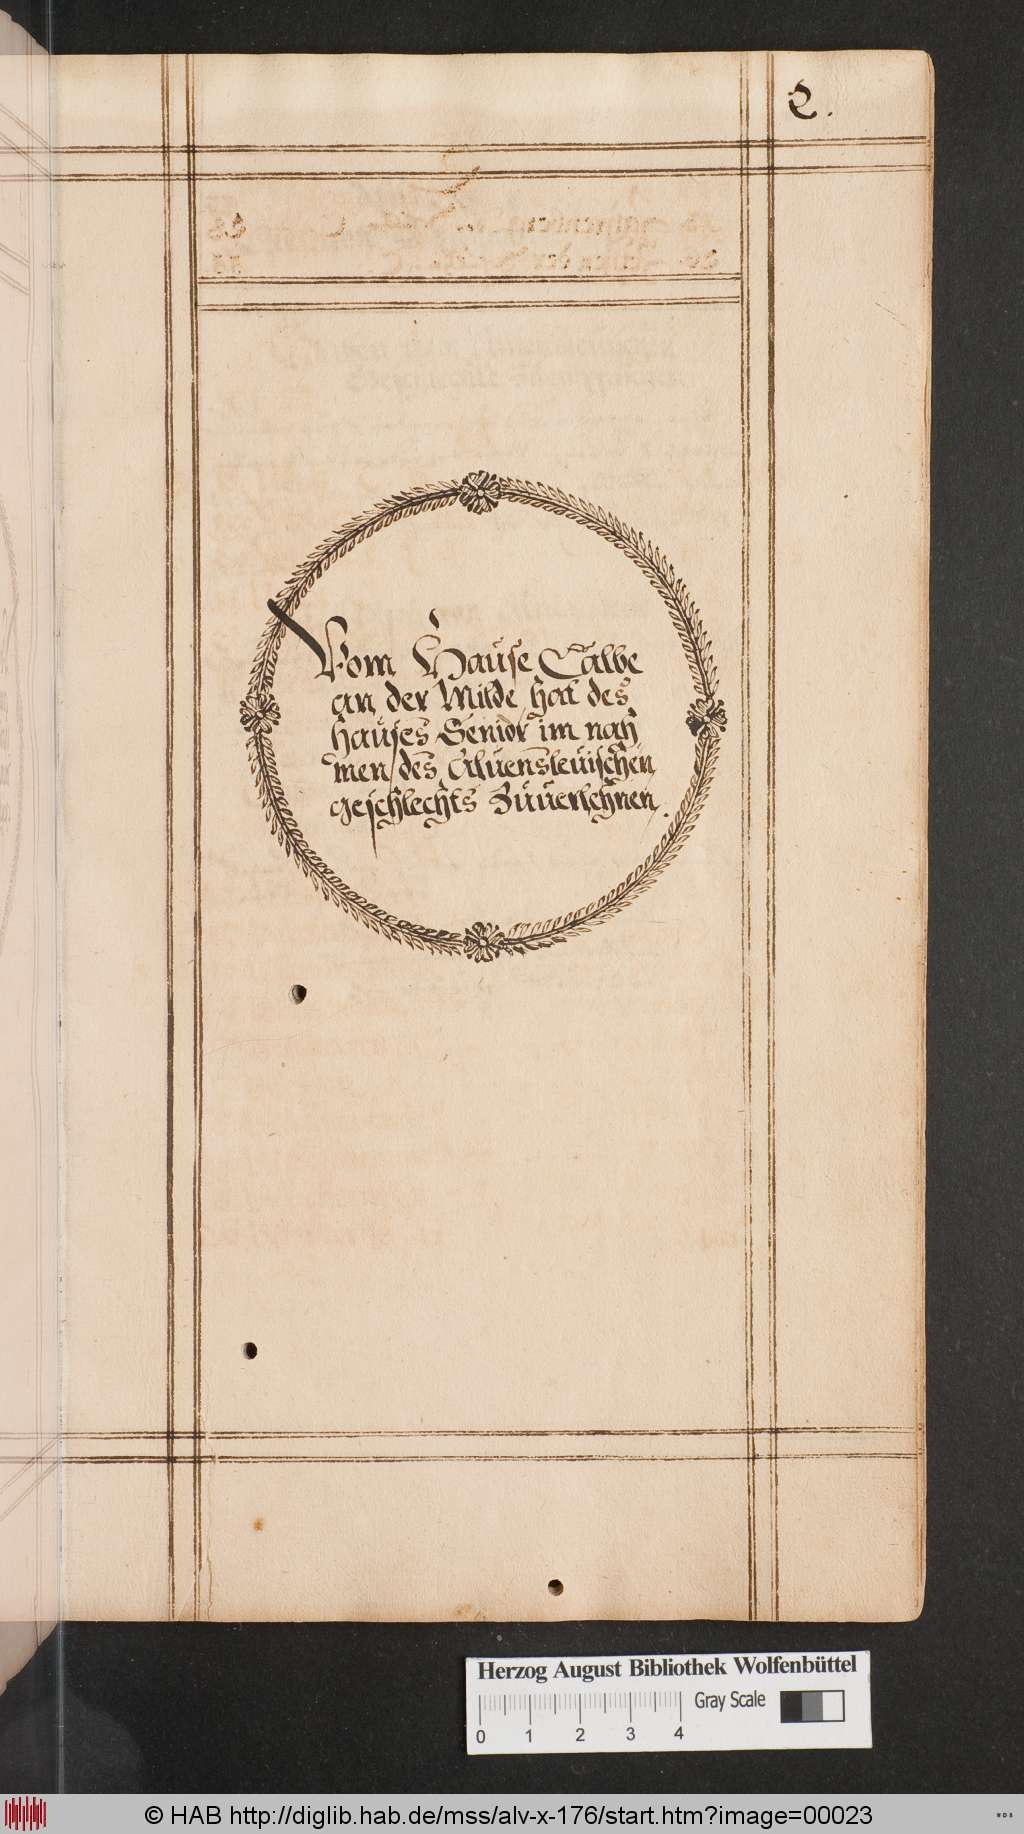 2.
Vom Hause Calbe
an der Milde hat des
hauses Senior im nah
men des Aluensleuischen
geschlechts Zuuerlehnen.
Herzog August Bibliothek Wolfenbüttel
Gray Scale
0 1 2 3 4
© HAB http://diglib.hab.de/mss/alv-x-176/start.htm?image=00023